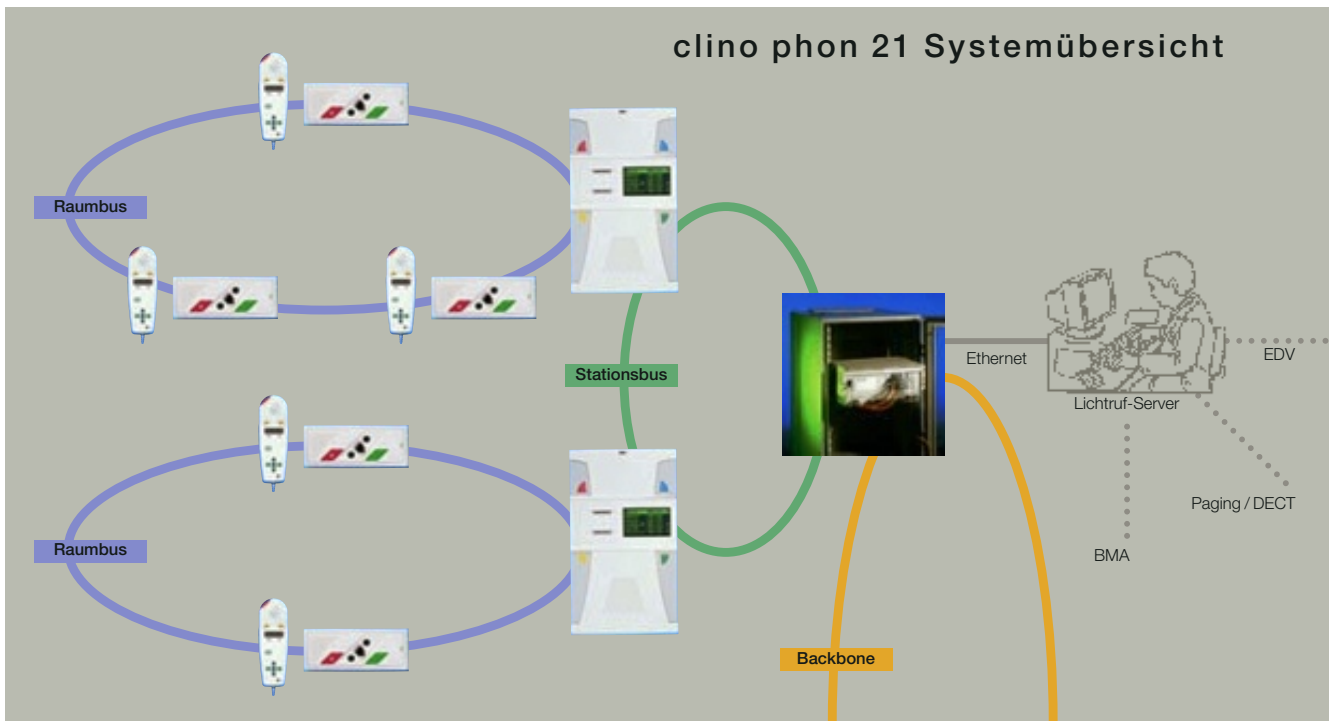 clino phon 21 Systemübersicht
Raumbus
Stationsbus
Ethernet
EDV
Lichtruf-Server
Paging / DECT
BMA
Raumbus
Backbone